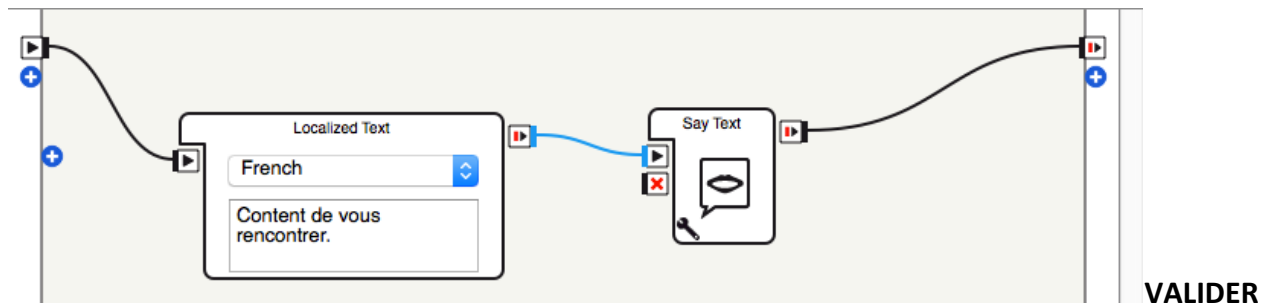 Localized Text
Say Text
French
Content de vous
rencontrer.
VALIDER